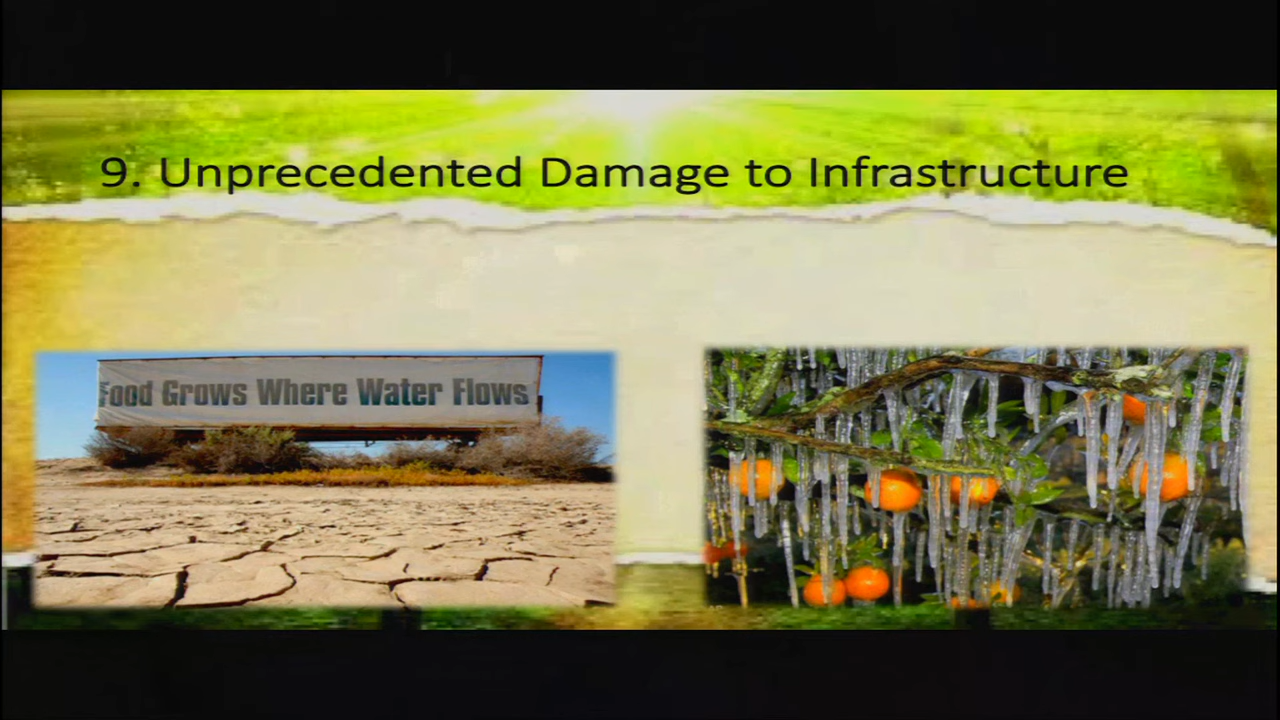 9. Unprecedented Damage to Infrastructure
Food Grows Where Water Flows